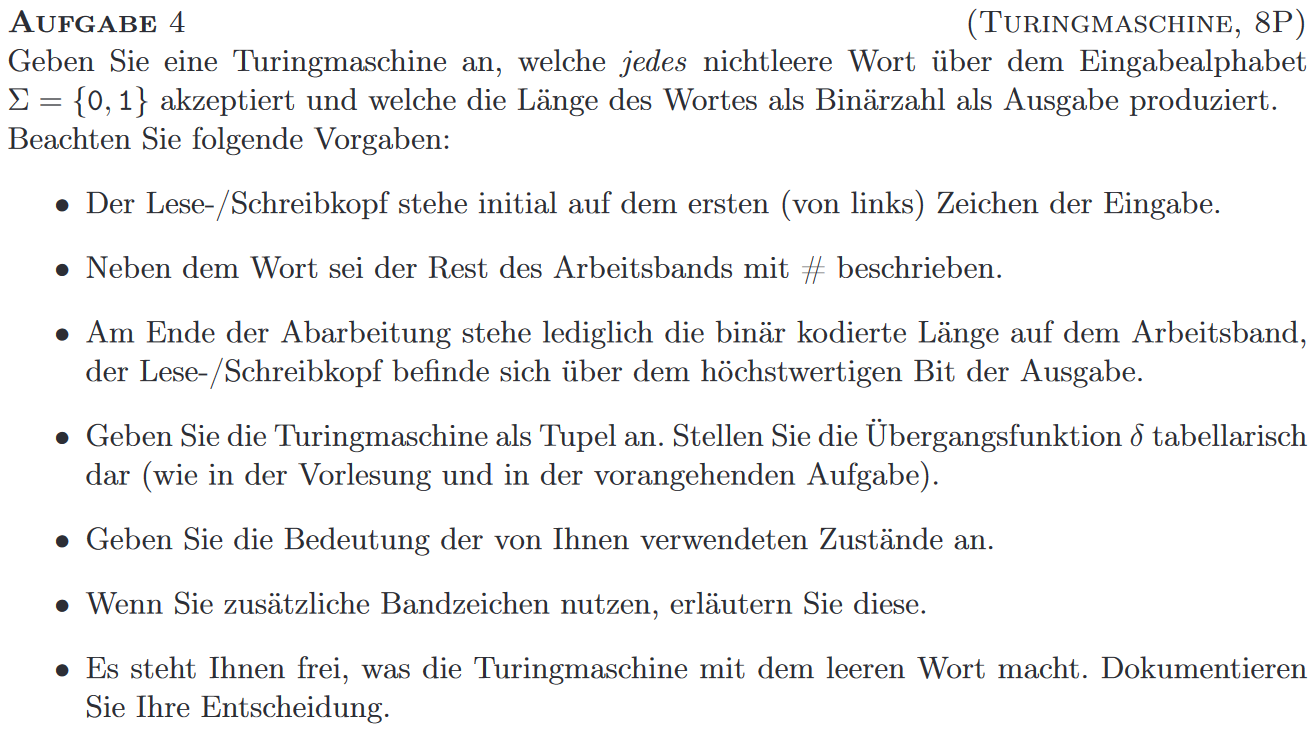 AUFGABE 4 (TURINGMASCHINE, 8P)
Geben Sie eine Turingmaschine an, welche jedes nichtleere Wort über dem Eingabealphabet
Σ = {0, 1} akzeptiert und welche die Länge des Wortes als Binärzahl als Ausgabe produziert.
Beachten Sie folgende Vorgaben:
• Der Lese-/Schreibkopf stehe initial auf dem ersten (von links) Zeichen der Eingabe.
• Neben dem Wort sei der Rest des Arbeitsbands mit # beschrieben.
• Am Ende der Abarbeitung stehe lediglich die binär kodierte Länge auf dem Arbeitsband,
der Lese-/Schreibkopf befinde sich über dem höchstwertigen Bit der Ausgabe.
• Geben Sie die Turingmaschine als Tupel an. Stellen Sie die Übergangsfunktion δ tabellarisch
dar (wie in der Vorlesung und in der vorangehenden Aufgabe).
• Geben Sie die Bedeutung der von Ihnen verwendeten Zustände an.
• Wenn Sie zusätzliche Bandzeichen nutzen, erläutern Sie diese.
• Es steht Ihnen frei, was die Turingmaschine mit dem leeren Wort macht. Dokumentieren
Sie Ihre Entscheidung.